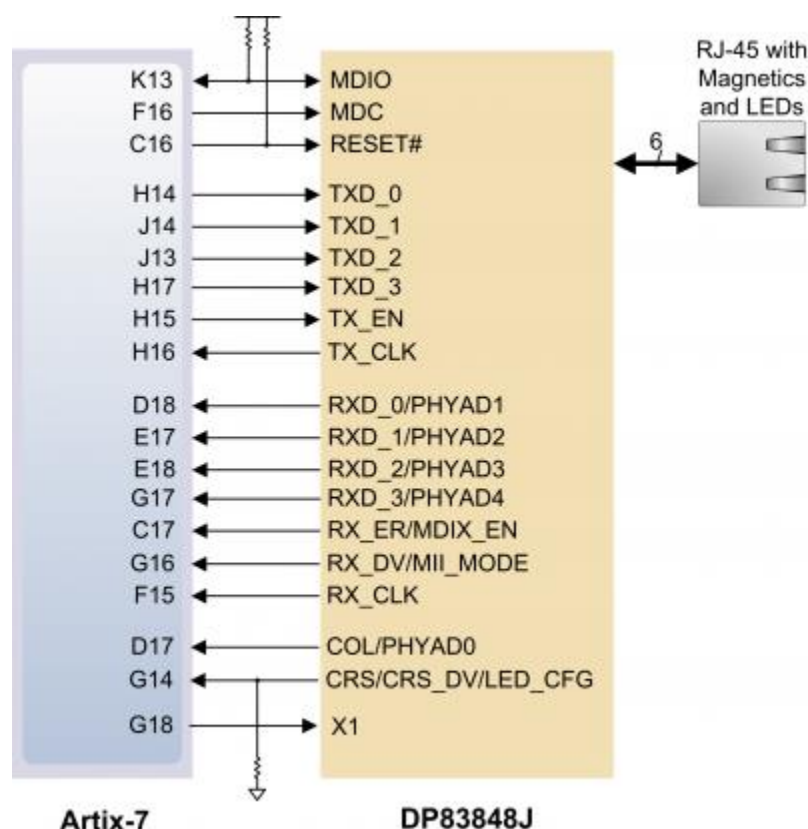 K13 MDIO
F16 MDC
C16 RESET#
H14 TXD_0
J14 TXD_1
J13 TXD_2
H17 TXD_3
H15 TX_EN
H16 TX_CLK
D18 RXD_0/PHYAD1
E17 RXD_1/PHYAD2
E18 RXD_2/PHYAD3
G17 RXD_3/PHYAD4
C17 RX_ER/MDIX_EN
G16 RX_DV/MII_MODE
F15 RX_CLK
D17 COL/PHYAD0
G14 CRS/CRS_DV/LED_CFG
G18 X1
6
RJ-45 with
Magnetics
and LEDs
Artix-7
DP83848J